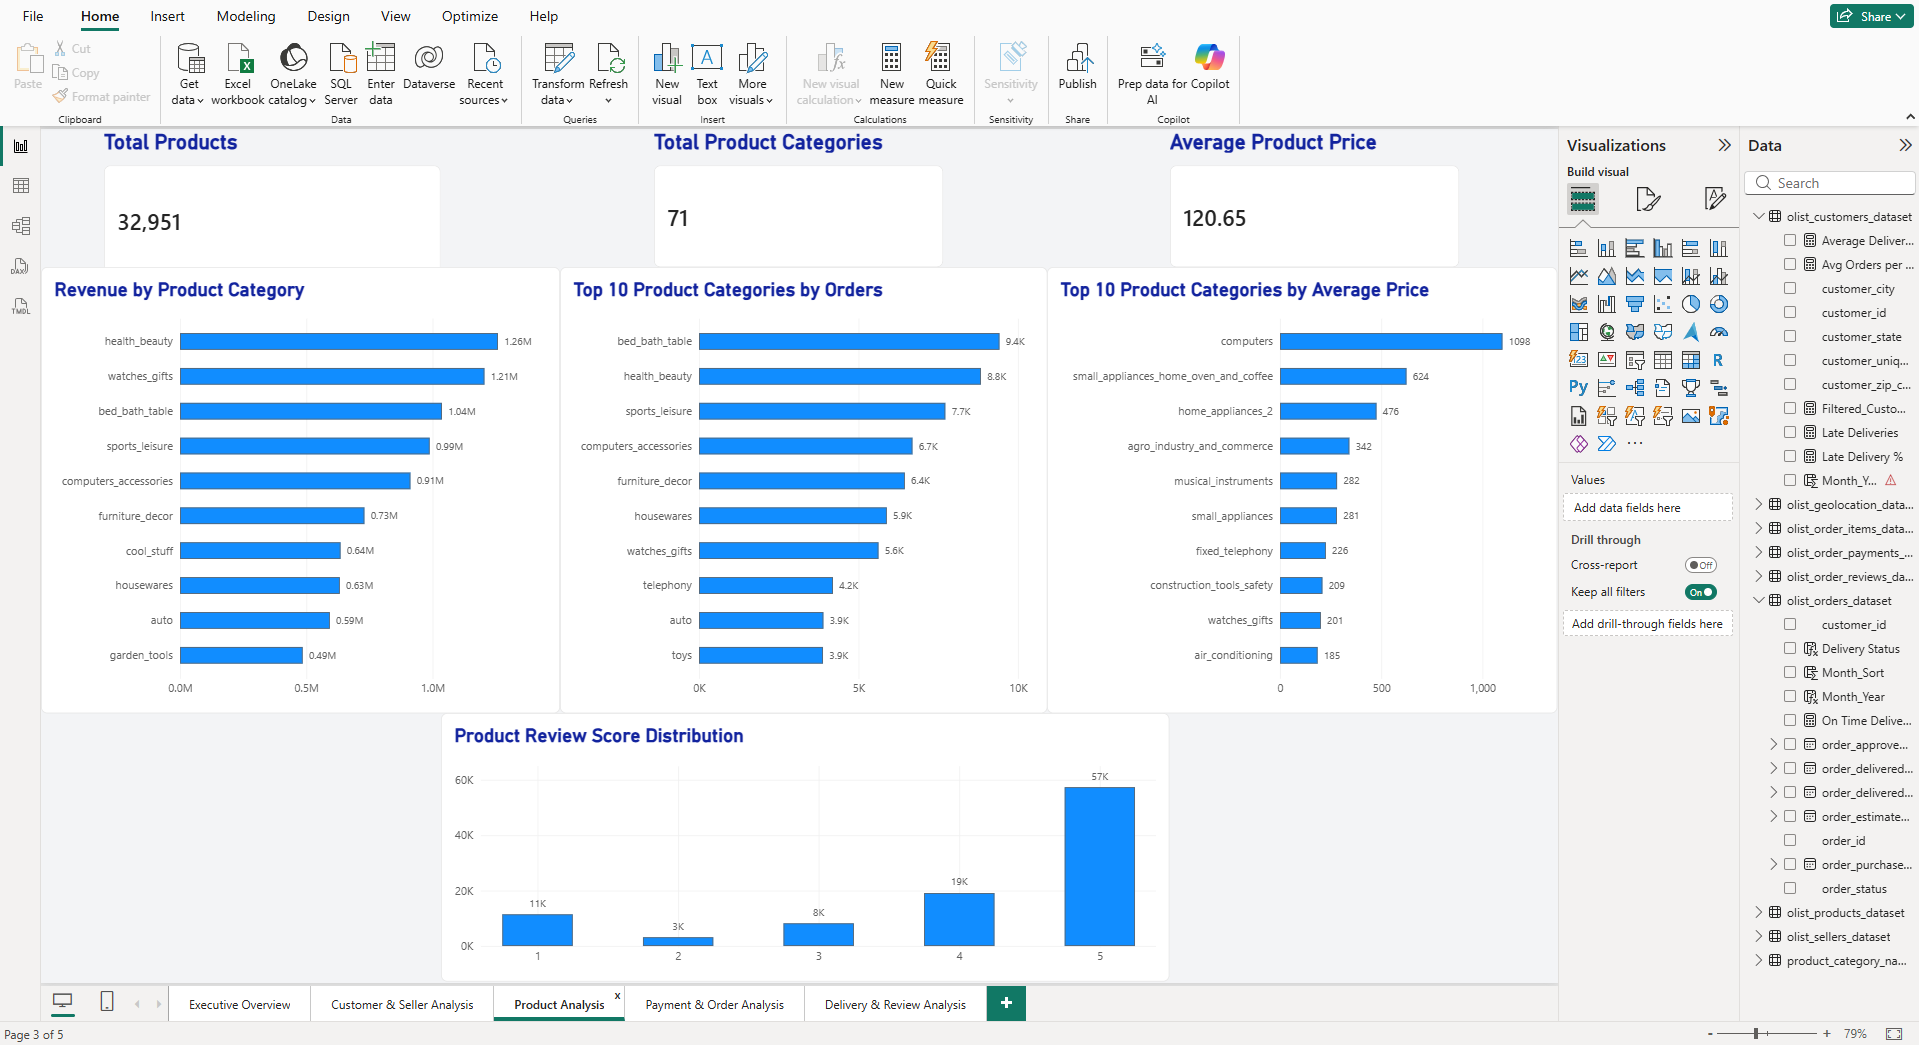 File Home Insert Modeling Design View Optimize Help Share
Paste
Cut
Copy
Format painter
Clipboard
Get data
Excel workbook
OneLake catalog
SQL Server
Enter data
Dataverse
Recent sources
Data
Transform data
Refresh
Queries
New visual
Text box
More visuals
Insert
New visual calculation
New measure
Quick measure
Calculations
Sensitivity
Sensitivity
Publish
Share
Prep data for AI
Copilot
Copilot
DAX
TMDL
Total Products
32,951
Total Product Categories
71
Average Product Price
120.65
Revenue by Product Category
health_beauty 1.26M
watches_gifts 1.21M
bed_bath_table 1.04M
sports_leisure 0.99M
computers_accessories 0.91M
furniture_decor 0.73M
cool_stuff 0.64M
housewares 0.63M
auto 0.59M
garden_tools 0.49M
0.0M 0.5M 1.0M
Top 10 Product Categories by Orders
bed_bath_table 9.4K
health_beauty 8.8K
sports_leisure 7.7K
computers_accessories 6.7K
furniture_decor 6.4K
housewares 5.9K
watches_gifts 5.6K
telephony 4.2K
auto 3.9K
toys 3.9K
0K 5K 10K
Top 10 Product Categories by Average Price
computers 1098
small_appliances_home_oven_and_coffee 624
home_appliances_2 476
agro_industry_and_commerce 342
musical_instruments 282
small_appliances 281
fixed_telephony 226
construction_tools_safety 209
watches_gifts 201
air_conditioning 185
0 500 1,000
Product Review Score Distribution
60K
40K
20K
0K
11K 3K 8K 19K 57K
1 2 3 4 5
Visualizations
Build visual
123
R
Py
...
Values
Add data fields here
Drill through
Cross-report Off
Keep all filters On
Add drill-through fields here
Data
Search
olist_customers_dataset
Average Deliver...
Avg Orders per ...
customer_city
customer_id
customer_state
customer_uniq...
customer_zip_c...
Filtered_Custo...
Late Deliveries
Late Delivery %
Month_Y...
olist_geolocation_data...
olist_order_items_data...
olist_order_payments_...
olist_order_reviews_da...
olist_orders_dataset
customer_id
Delivery Status
Month_Sort
Month_Year
On Time Delive...
order_approve...
order_delivered...
order_delivered...
order_estimate...
order_id
order_purchase...
order_status
olist_products_dataset
olist_sellers_dataset
product_category_na...
Executive Overview
Customer & Seller Analysis
Product Analysis x
Payment & Order Analysis
Delivery & Review Analysis
+
Page 3 of 5
- + 79%